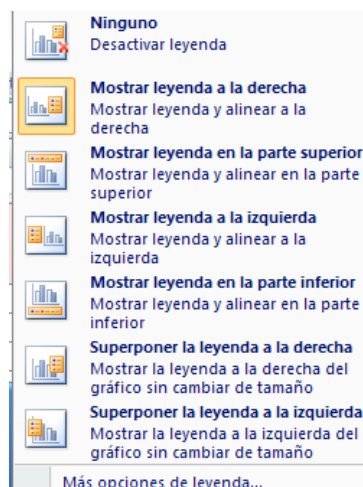 Ninguno
Desactivar leyenda
Mostrar leyenda a la derecha
Mostrar leyenda y alinear a la
derecha
Mostrar leyenda en la parte superior
Mostrar leyenda y alinear en la parte
superior
Mostrar leyenda a la izquierda
Mostrar leyenda y alinear a la
izquierda
Mostrar leyenda en la parte inferior
Mostrar leyenda y alinear en la parte
inferior
Superponer la leyenda a la derecha
Mostrar la leyenda a la derecha del
gráfico sin cambiar de tamaño
Superponer la leyenda a la izquierda
Mostrar la leyenda a la izquierda del
gráfico sin cambiar de tamaño
Más opciones de leyenda...